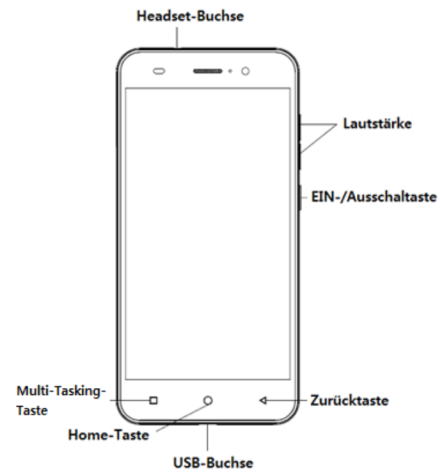 Headset-Buchse
Lautstärke
EIN-/Ausschaltaste
Multi-Tasking-
Taste
Zurücktaste
Home-Taste
USB-Buchse